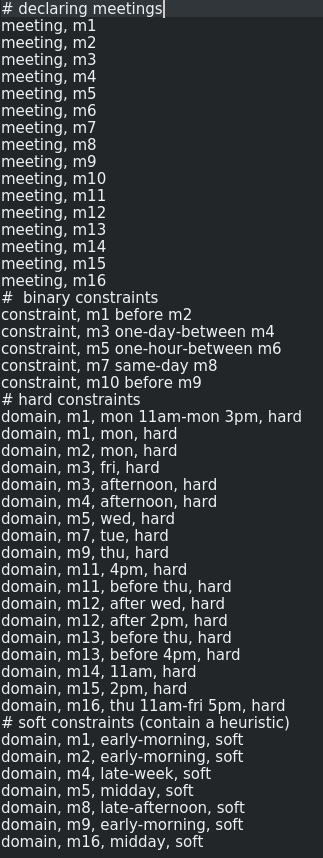 # declaring meetings
meeting, m1
meeting, m2
meeting, m3
meeting, m4
meeting, m5
meeting, m6
meeting, m7
meeting, m8
meeting, m9
meeting, m10
meeting, m11
meeting, m12
meeting, m13
meeting, m14
meeting, m15
meeting, m16
#  binary constraints
constraint, m1 before m2
constraint, m3 one-day-between m4
constraint, m5 one-hour-between m6
constraint, m7 same-day m8
constraint, m10 before m9
# hard constraints
domain, m1, mon 11am-mon 3pm, hard
domain, m1, mon, hard
domain, m2, mon, hard
domain, m3, fri, hard
domain, m3, afternoon, hard
domain, m4, afternoon, hard
domain, m5, wed, hard
domain, m7, tue, hard
domain, m9, thu, hard
domain, m11, 4pm, hard
domain, m11, before thu, hard
domain, m12, after wed, hard
domain, m12, after 2pm, hard
domain, m13, before thu, hard
domain, m13, before 4pm, hard
domain, m14, 11am, hard
domain, m15, 2pm, hard
domain, m16, thu 11am-fri 5pm, hard
# soft constraints (contain a heuristic)
domain, m1, early-morning, soft
domain, m2, early-morning, soft
domain, m4, late-week, soft
domain, m5, midday, soft
domain, m8, late-afternoon, soft
domain, m9, early-morning, soft
domain, m16, midday, soft